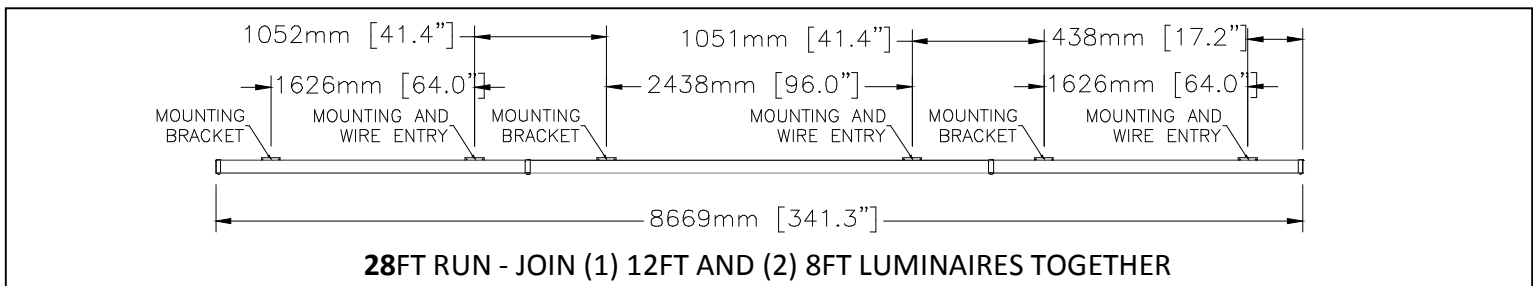 1052mm [41.4”]
1051mm [41.4”]
438mm [17.2”]
1626mm [64.0”]
2438mm [96.0”]
1626mm [64.0”]
MOUNTING
BRACKET
MOUNTING AND
WIRE ENTRY
MOUNTING
BRACKET
MOUNTING AND
WIRE ENTRY
MOUNTING
BRACKET
MOUNTING AND
WIRE ENTRY
8669mm [341.3”]
28FT RUN - JOIN (1) 12FT AND (2) 8FT LUMINAIRES TOGETHER